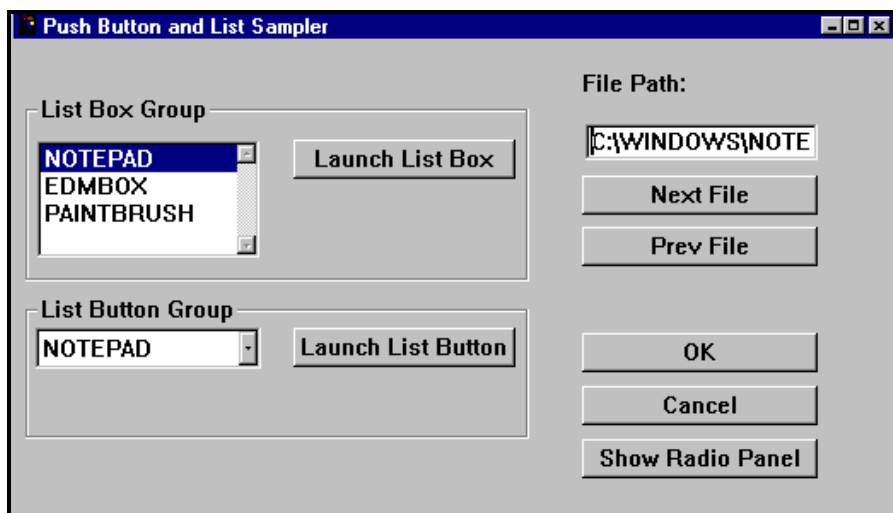 Push Button and List Sampler
List Box Group
NOTEPAD
EDMBOX
PAINTBRUSH
Launch List Box
List Button Group
NOTEPAD
Launch List Button
File Path:
C:\WINDOWS\NOTE
Next File
Prev File
OK
Cancel
Show Radio Panel